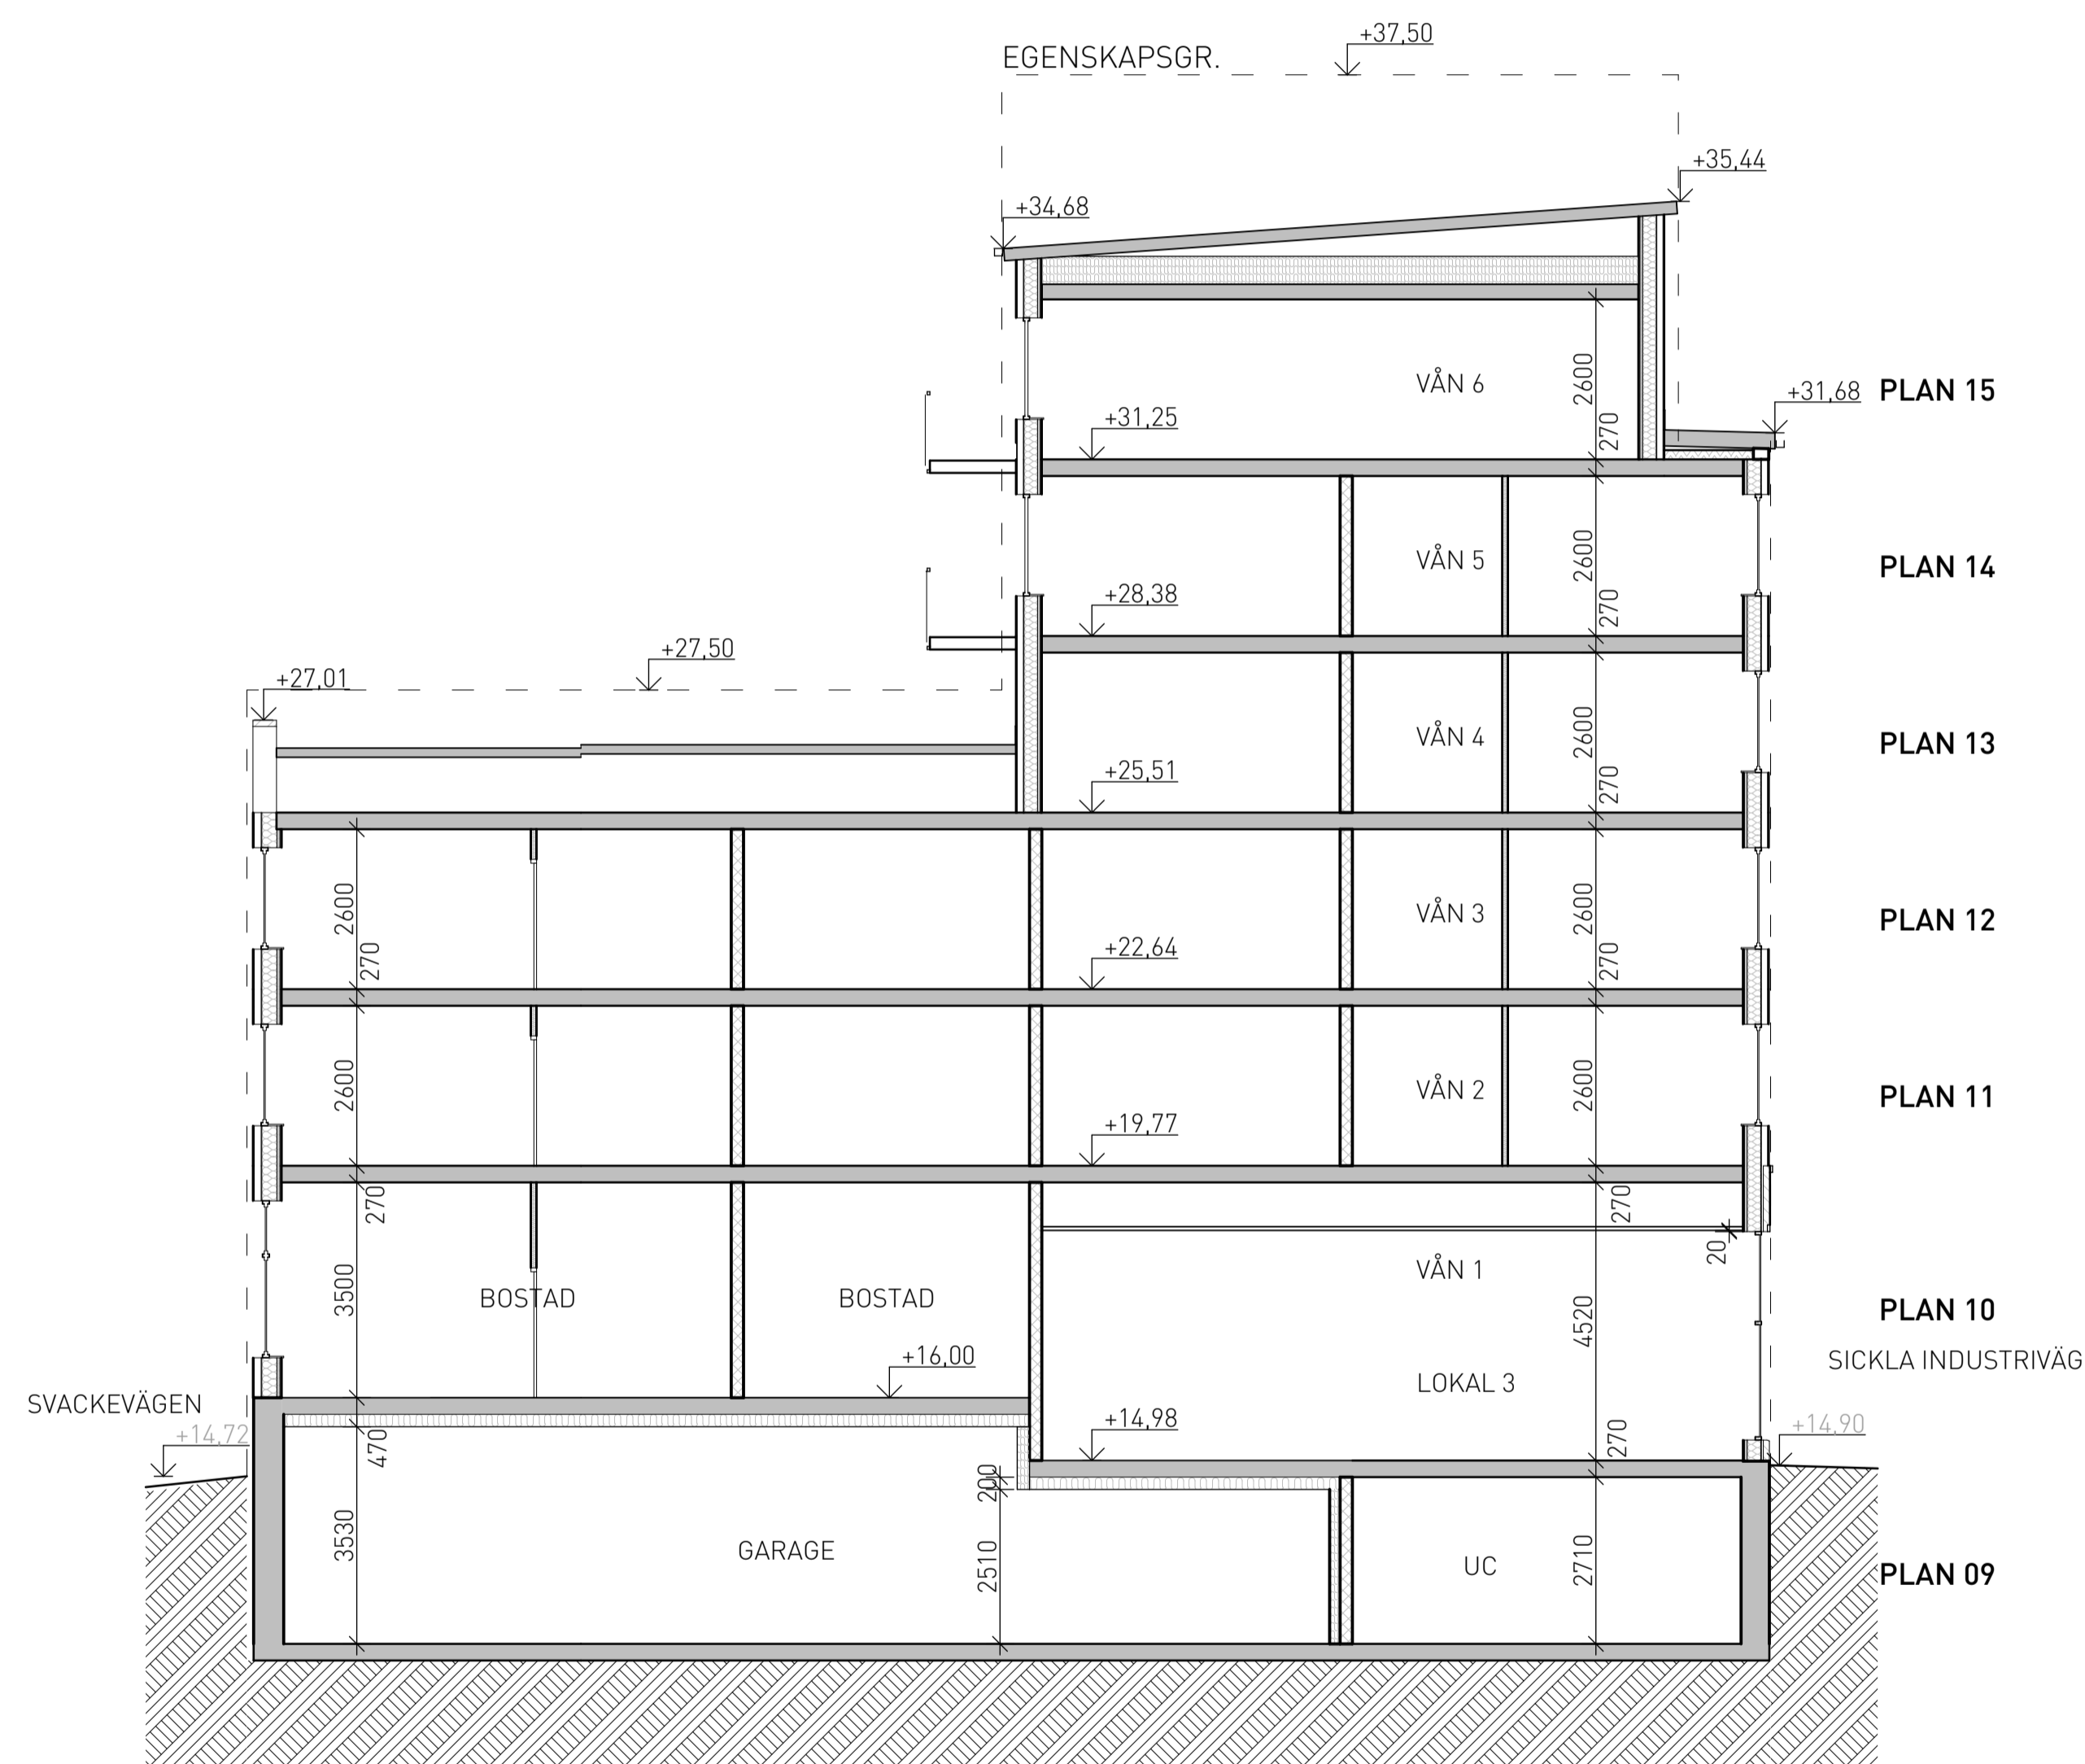 +37,50
EGENSKAPSGR.
+35,44
+34,68
VÅN 6
2600
270
+31,68
PLAN 15
+31,25
VÅN 5
2600
270
PLAN 14
+28,38
+27,50
+27,01
VÅN 4
2600
270
PLAN 13
+25,51
2600
270
VÅN 3
2600
270
PLAN 12
+22,64
2600
VÅN 2
2600
PLAN 11
+19,77
270
270
20
VÅN 1
3500
BOSTAD
BOSTAD
4520
PLAN 10
+16,00
SICKLA INDUSTRIVÄG
LOKAL 3
SVACKEVÄGEN
+14,72
470
+14,98
270
+14,90
200
3530
GARAGE
2510
UC
2710
PLAN 09